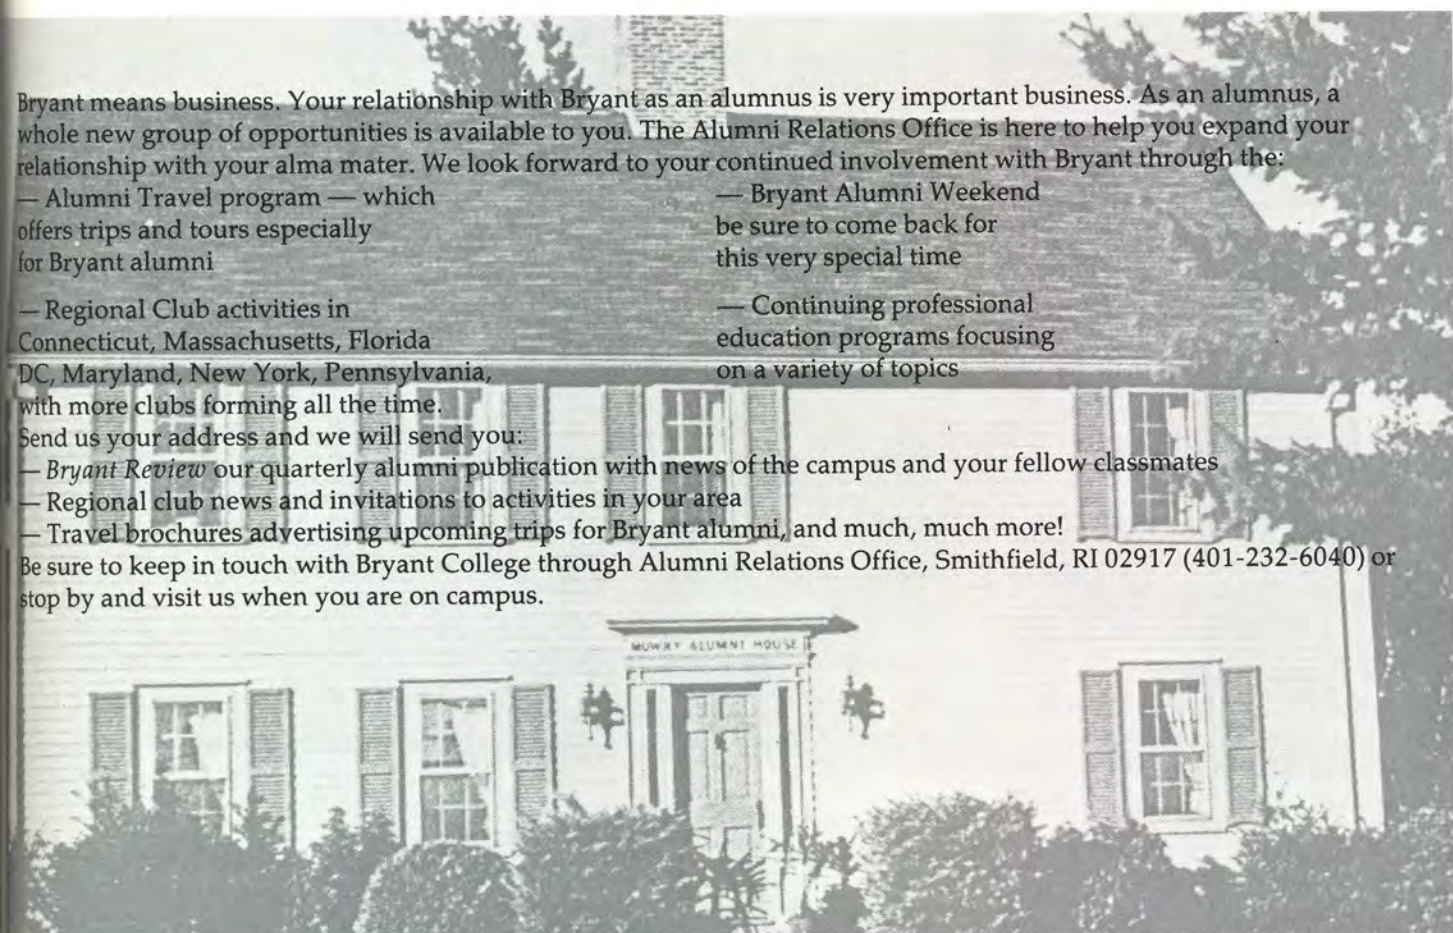 Bryant means business. Your relationship with Bryant as an alumnus is very important business. As an alumnus, a
whole new group of opportunities is available to you. The Alumni Relations Office is here to help you expand your
relationship with your alma mater. We look forward to your continued involvement with Bryant through the:
— Alumni Travel program — which
offers trips and tours especially
for Bryant alumni
— Regional Club activities in
Connecticut, Massachusetts, Florida
DC, Maryland, New York, Pennsylvania,
with more clubs forming all the time.
— Bryant Alumni Weekend
be sure to come back for
this very special time
— Continuing professional
education programs focusing
on a variety of topics
Send us your address and we will send you:
— Bryant Review our quarterly alumni publication with news of the campus and your fellow classmates
— Regional club news and invitations to activities in your area
— Travel brochures advertising upcoming trips for Bryant alumni, and much, much more!
Be sure to keep in touch with Bryant College through Alumni Relations Office, Smithfield, RI 02917 (401-232-6040) or
stop by and visit us when you are on campus.
MOWRY ALUMNI HOUSE